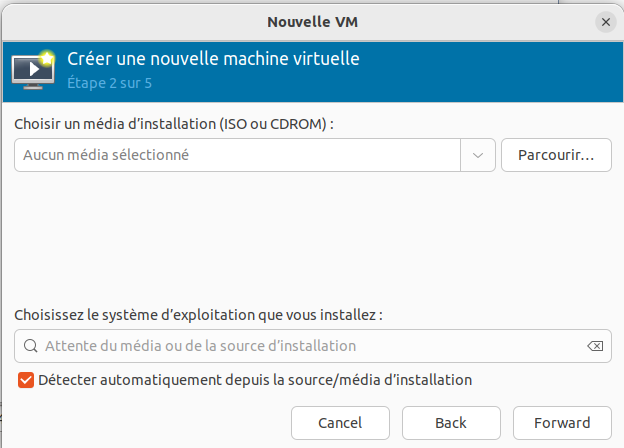 Nouvelle VM
Créer une nouvelle machine virtuelle
Étape 2 sur 5
Choisir un média d’installation (ISO ou CDROM) :
Aucun média sélectionné
Parcourir…
Choisissez le système d’exploitation que vous installez :
Attente du média ou de la source d’installation
Détecter automatiquement depuis la source/média d’installation
Cancel Back Forward